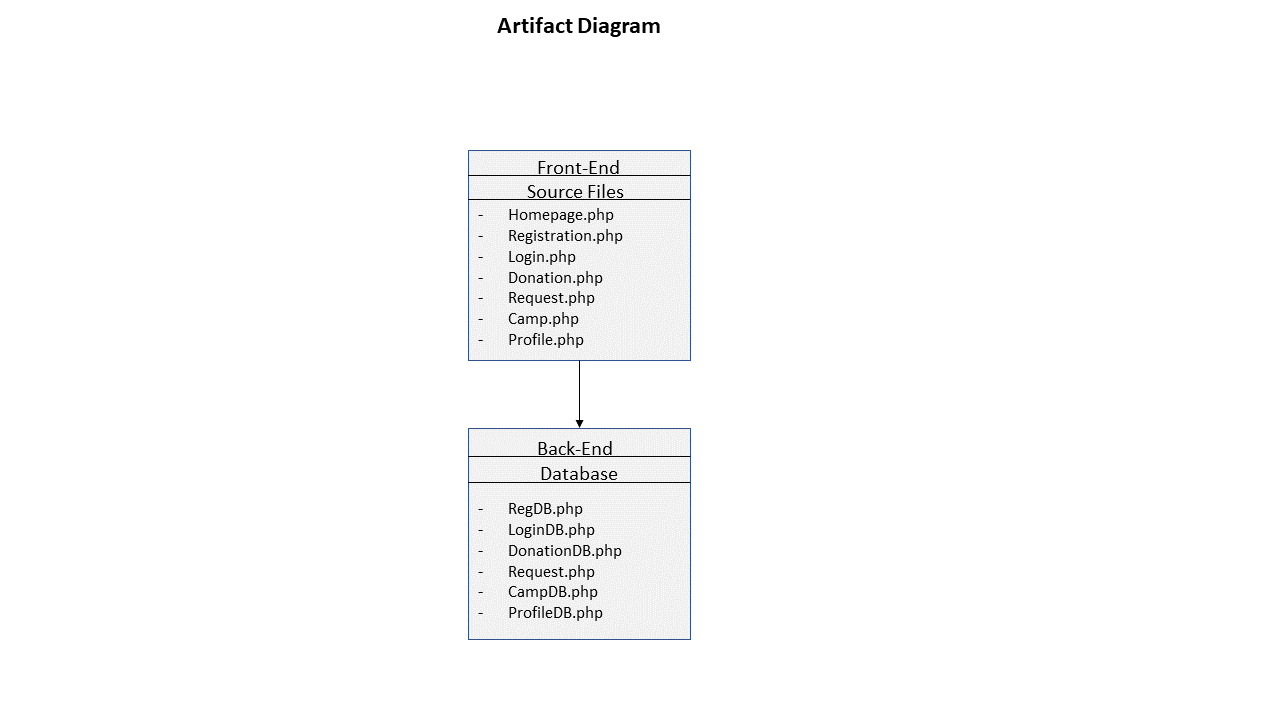 Artifact Diagram
Front-End
Source Files
- Homepage.php
- Registration.php
- Login.php
- Donation.php
- Request.php
- Camp.php
- Profile.php
Back-End
Database
- RegDB.php
- LoginDB.php
- DonationDB.php
- Request.php
- CampDB.php
- ProfileDB.php